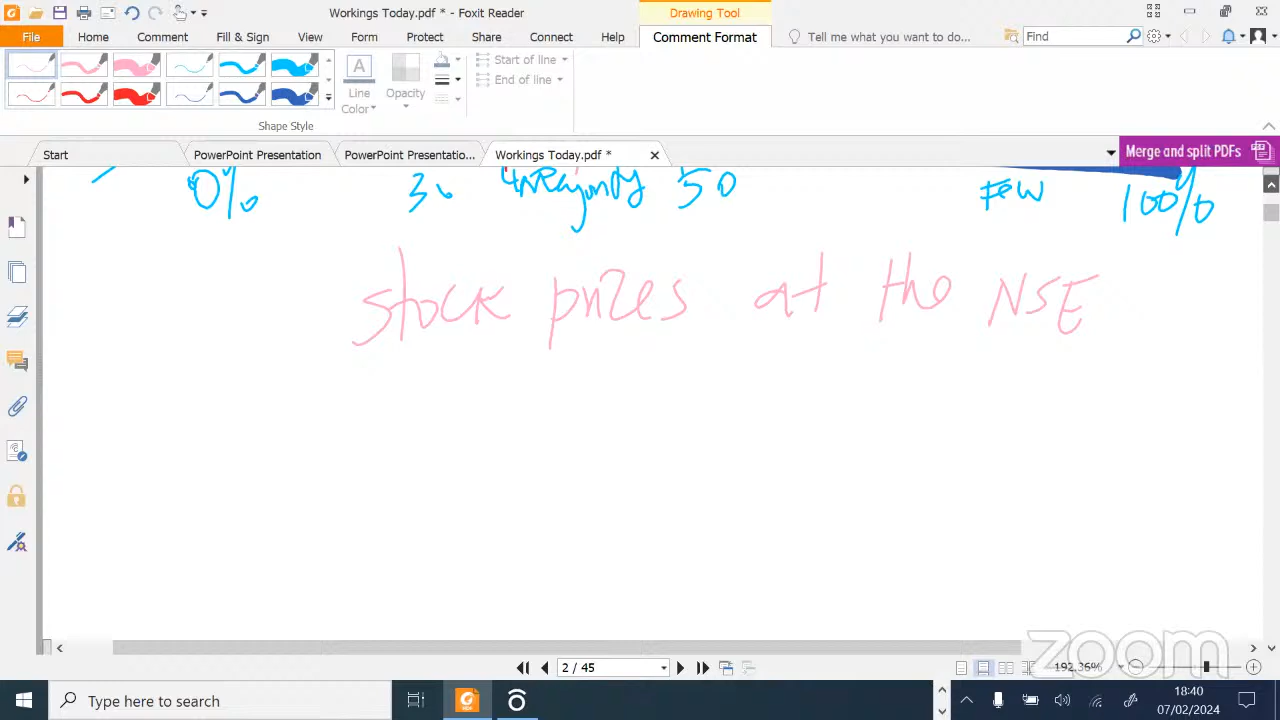 Workings Today.pdf * - Foxit Reader
Drawing Tool
File Home Comment Fill & Sign View Form Protect Share Connect Help Comment Format Tell me what you want to do... Find
Line Color
Opacity
Start of line
End of line
Shape Style
Start PowerPoint Presentation PowerPoint Presentatio... Workings Today.pdf * Merge and split PDFs
0% 30 Majority 50 Few 100%
stock prizes at the NSE
2 / 45 192.36%
zoom
Type here to search
18:40
07/02/2024